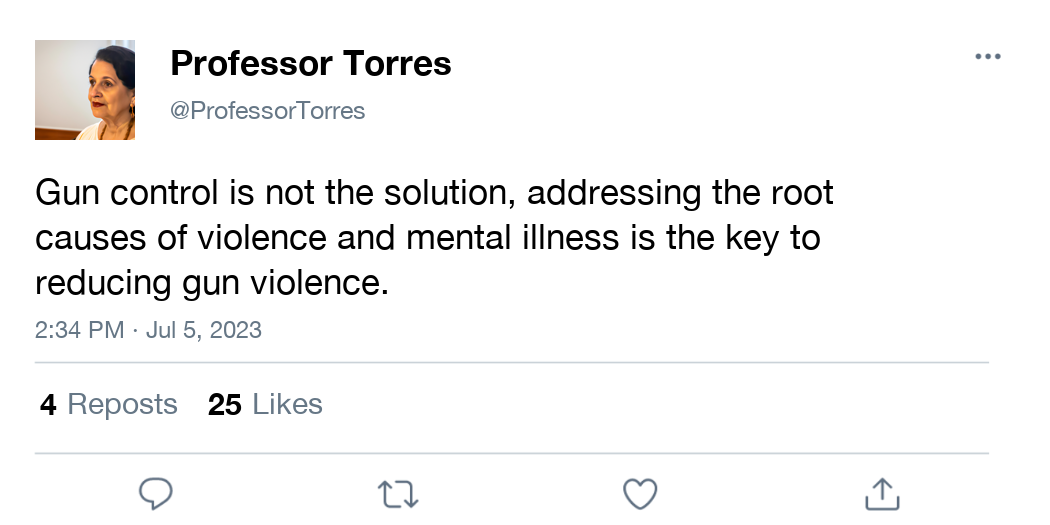 Professor Torres
@ProfessorTorres
Gun control is not the solution, addressing the root
causes of violence and mental illness is the key to
reducing gun violence.
2:34 PM · Jul 5, 2023
4 Reposts 25 Likes